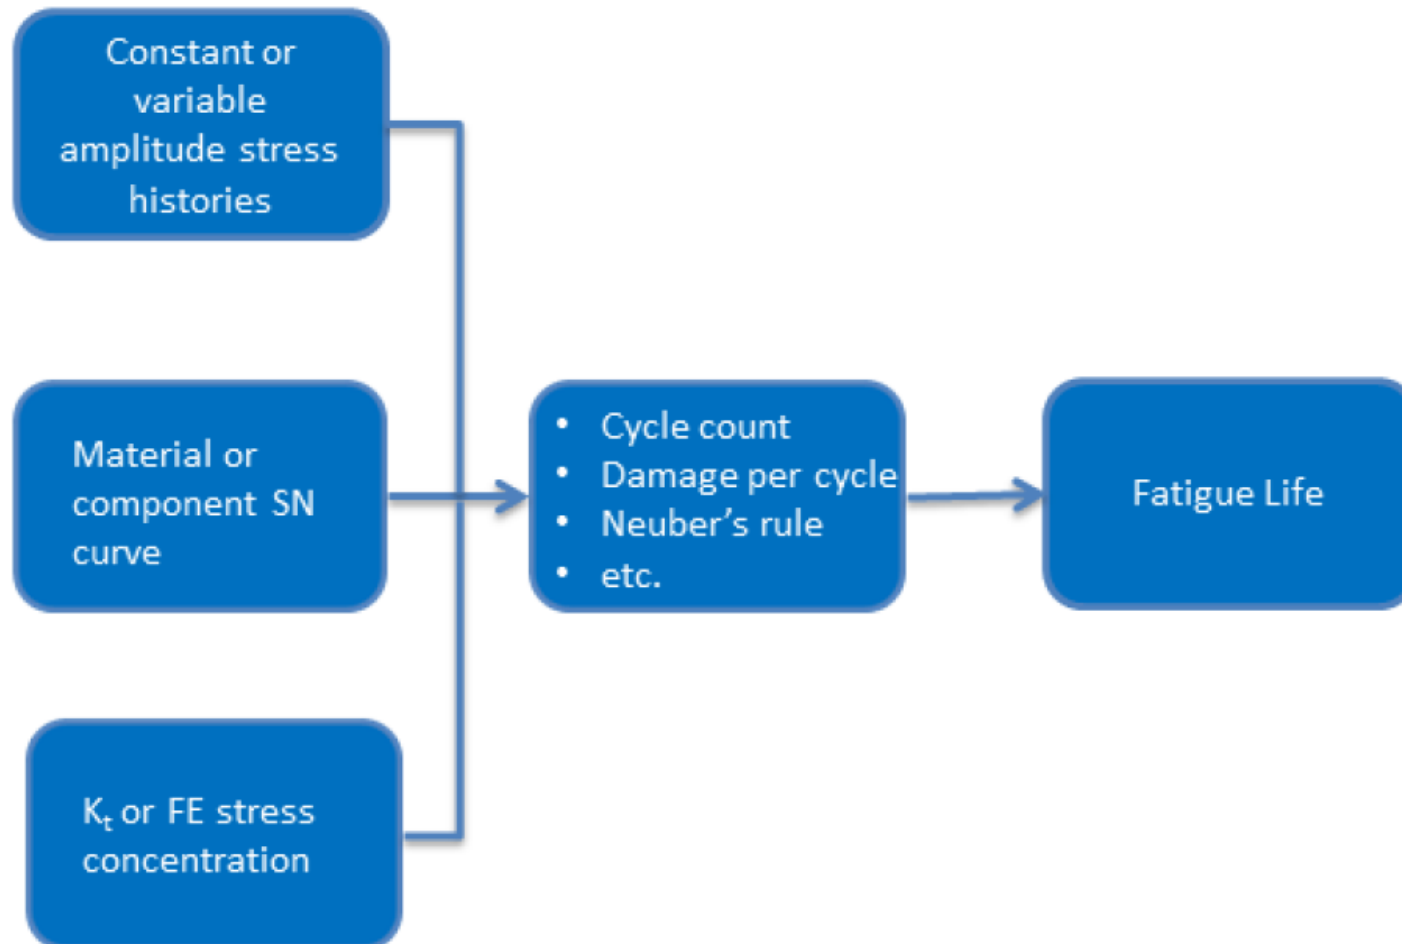 Constant or
variable
amplitude stress
histories
Material or
component SN
curve
Kt or FE stress
concentration
• Cycle count
• Damage per cycle
• Neuber’s rule
• etc.
Fatigue Life